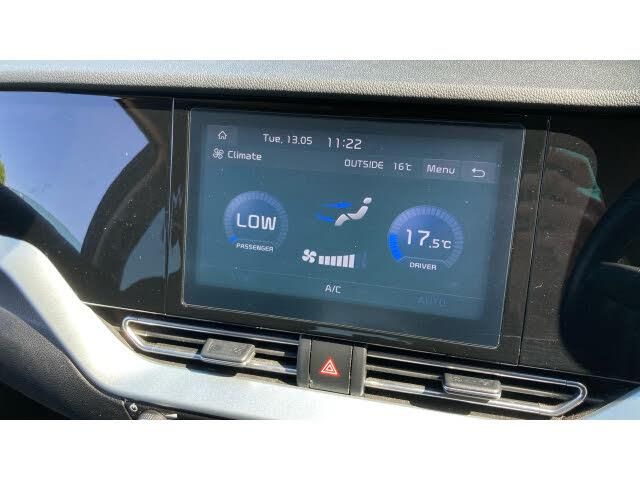 Tue, 13.05 11:22
Climate
OUTSIDE 16°C Menu
LOW
PASSENGER
17.5°C
DRIVER
A/C
AUTO